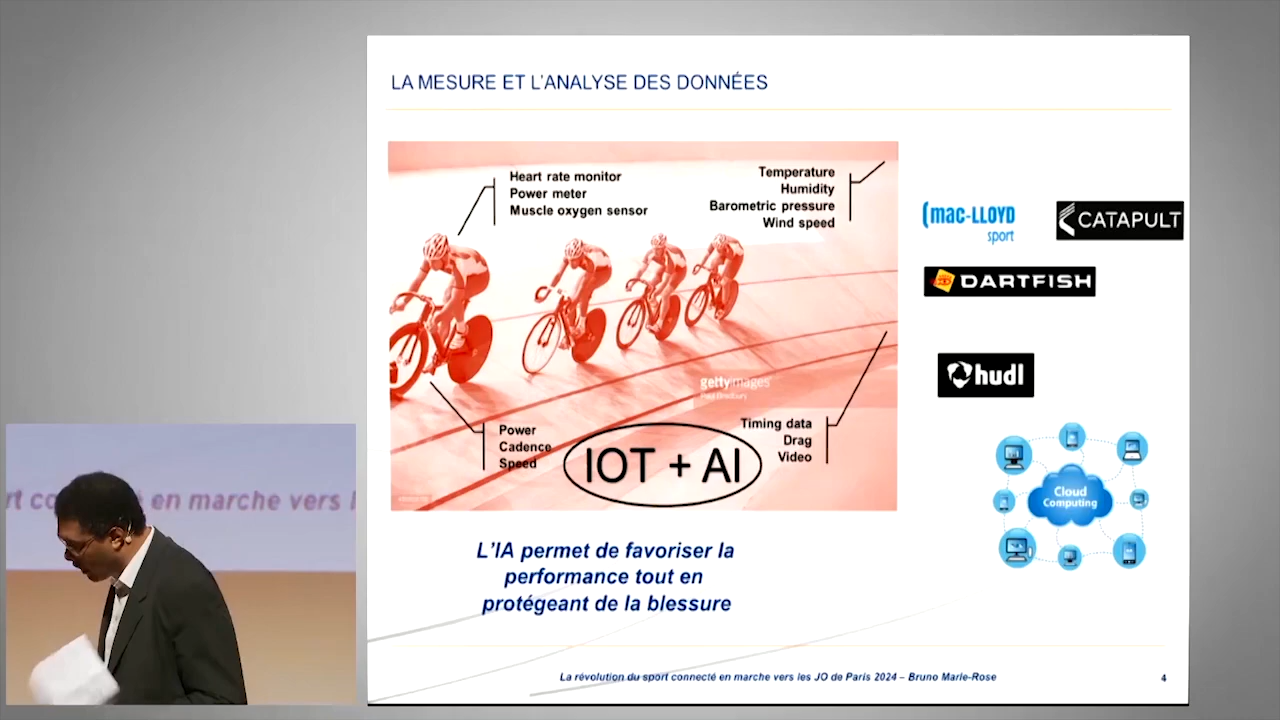 LA MESURE ET L'ANALYSE DES DONNÉES
Heart rate monitor
Power meter
Muscle oxygen sensor
Temperature
Humidity
Barometric pressure
Wind speed
mac-LLOYD
sport
CATAPULT
DARTFISH
gettyimages
hudl
Power
Cadence
Speed
Timing data
Drag
Video
IOT + AI
Cloud
Computing
en marche vers
L'IA permet de favoriser la
performance tout en
protégeant de la blessure
La révolution du sport connecté en marche vers les JO de Paris 2024 – Bruno Marie-Rose
4